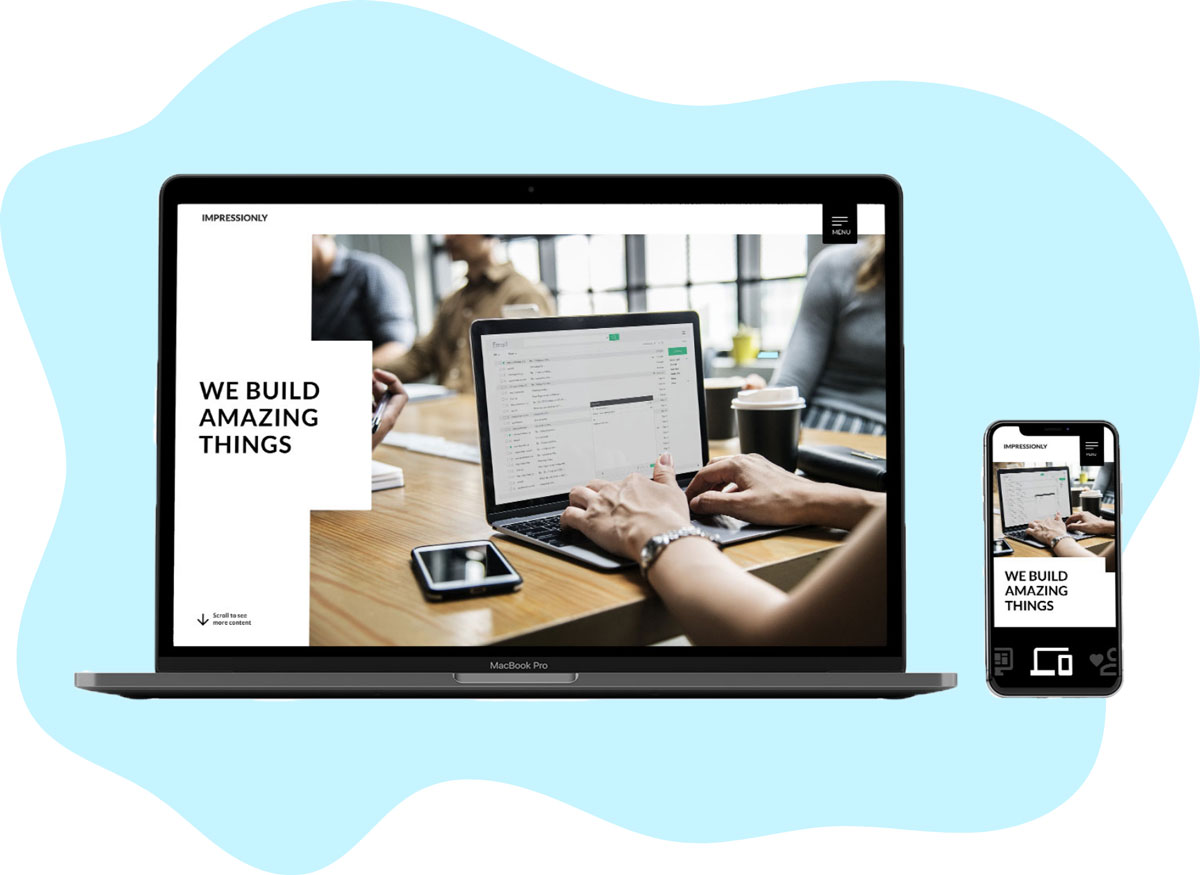 IMPRESSIONLY
MENU
Email
WE BUILD
AMAZING
THINGS
Scroll to see
more content
MacBook Pro
IMPRESSIONLY
MENU
WE BUILD
AMAZING
THINGS